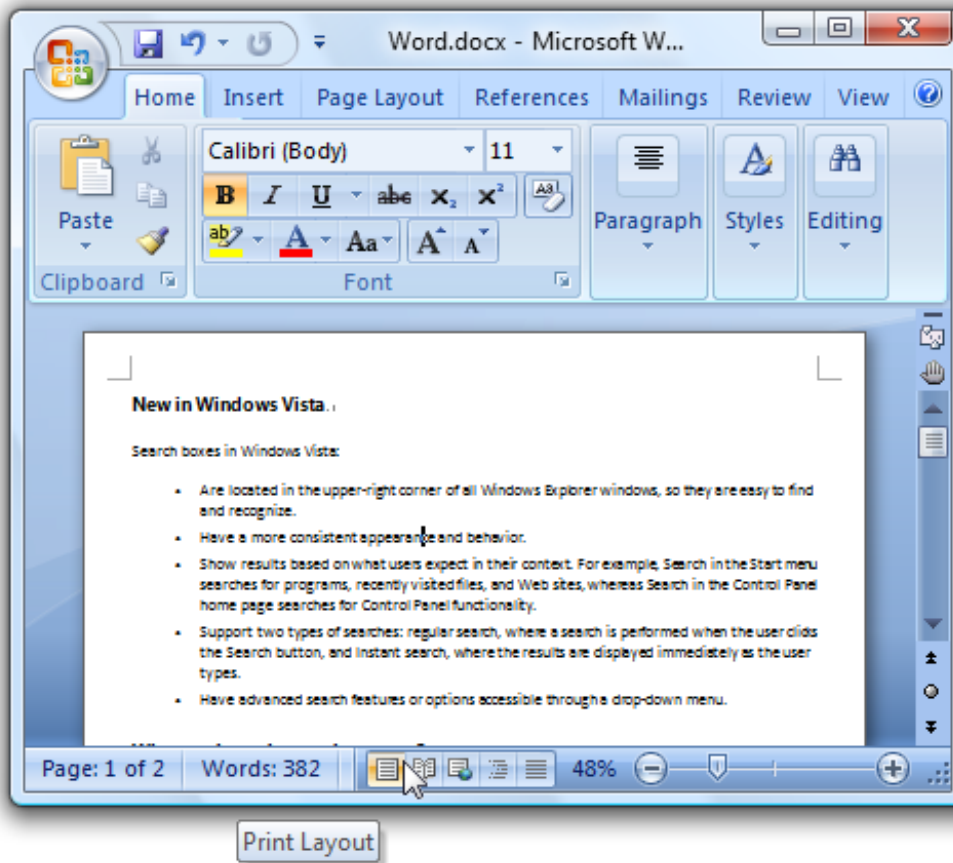 Word.docx - Microsoft W...
Home Insert Page Layout References Mailings Review View
Calibri (Body) 11
B I U abc X₂ X² Aa
Paste ab A Aa A A Paragraph Styles Editing
Clipboard Font
New in Windows Vista.
Search boxes in Windows Vista:
• Are located in the upper-right corner of all Windows Explorer windows, so they are easy to find
and recognize.
• Have a more consistent appearance and behavior.
• Show results based on what users expect in their context. For example, Search in the Start menu
searches for programs, recently visited files, and Web sites, whereas Search in the Control Panel
home page searches for Control Panel functionality.
• Support two types of searches: regular search, where a search is performed when the user clicks
the Search button, and Instant search, where the results are displayed immediately as the user
types.
• Have advanced search features or options accessible through a drop-down menu.
Page: 1 of 2 Words: 382 48%
Print Layout